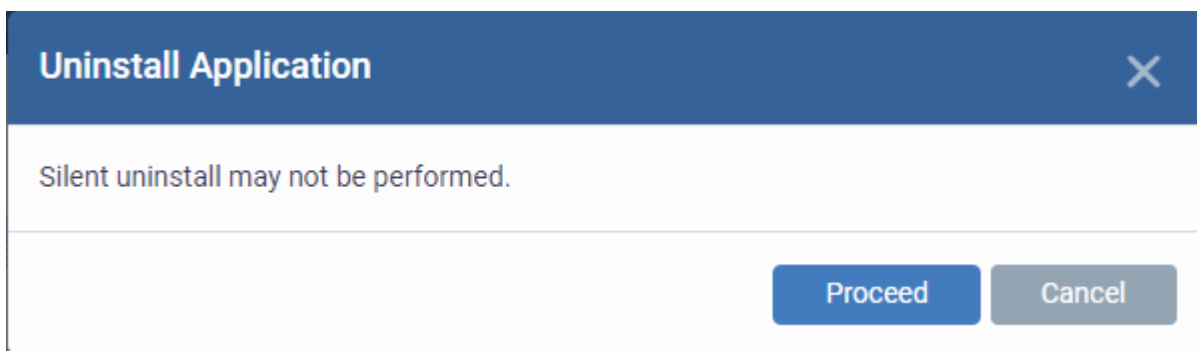 Uninstall Application
Silent uninstall may not be performed.
Proceed Cancel